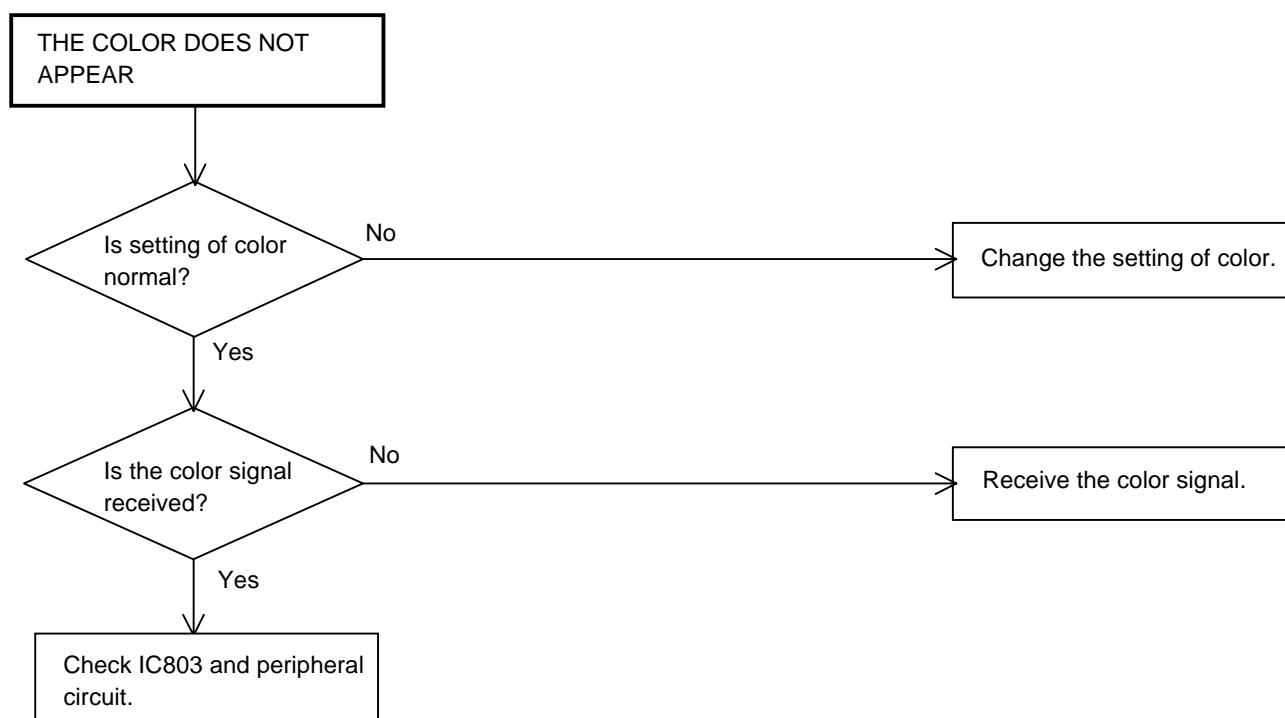 THE COLOR DOES NOT
APPEAR
Is setting of color
normal?
No
Change the setting of color.
Yes
Is the color signal
received?
No
Receive the color signal.
Yes
Check IC803 and peripheral
circuit.